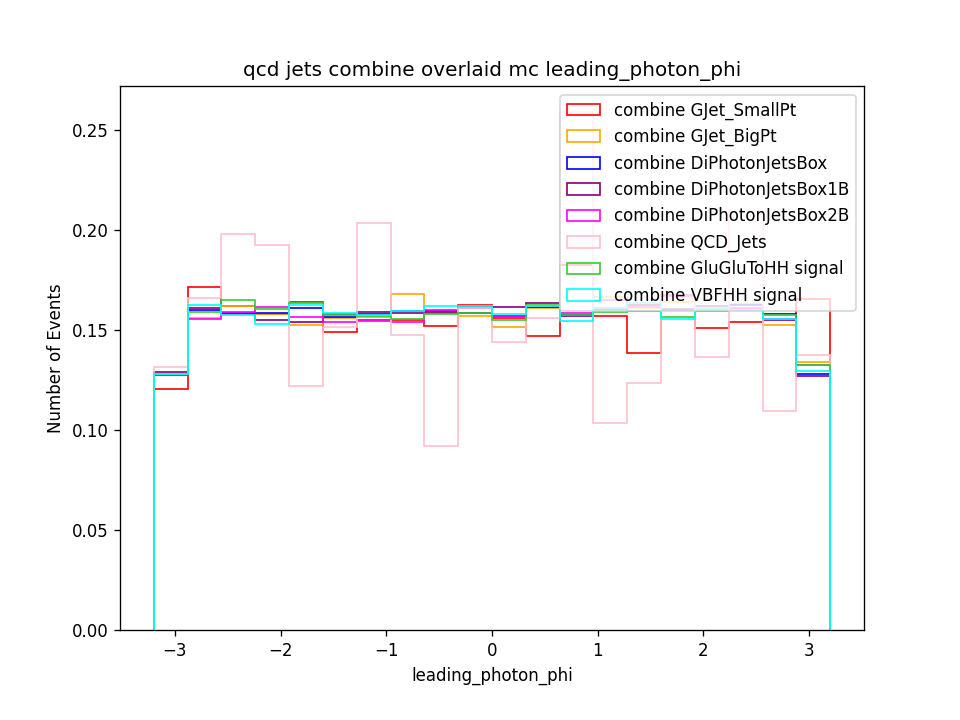 qcd jets combine overlaid mc leading_photon_phi
combine GJet_SmallPt
combine GJet_BigPt
combine DiPhotonJetsBox
combine DiPhotonJetsBox1B
combine DiPhotonJetsBox2B
combine QCD_Jets
combine GluGluToHH signal
combine VBFHH signal
Number of Events
0.25
0.20
0.15
0.10
0.05
0.00
−3
−2
−1
0
1
2
3
leading_photon_phi